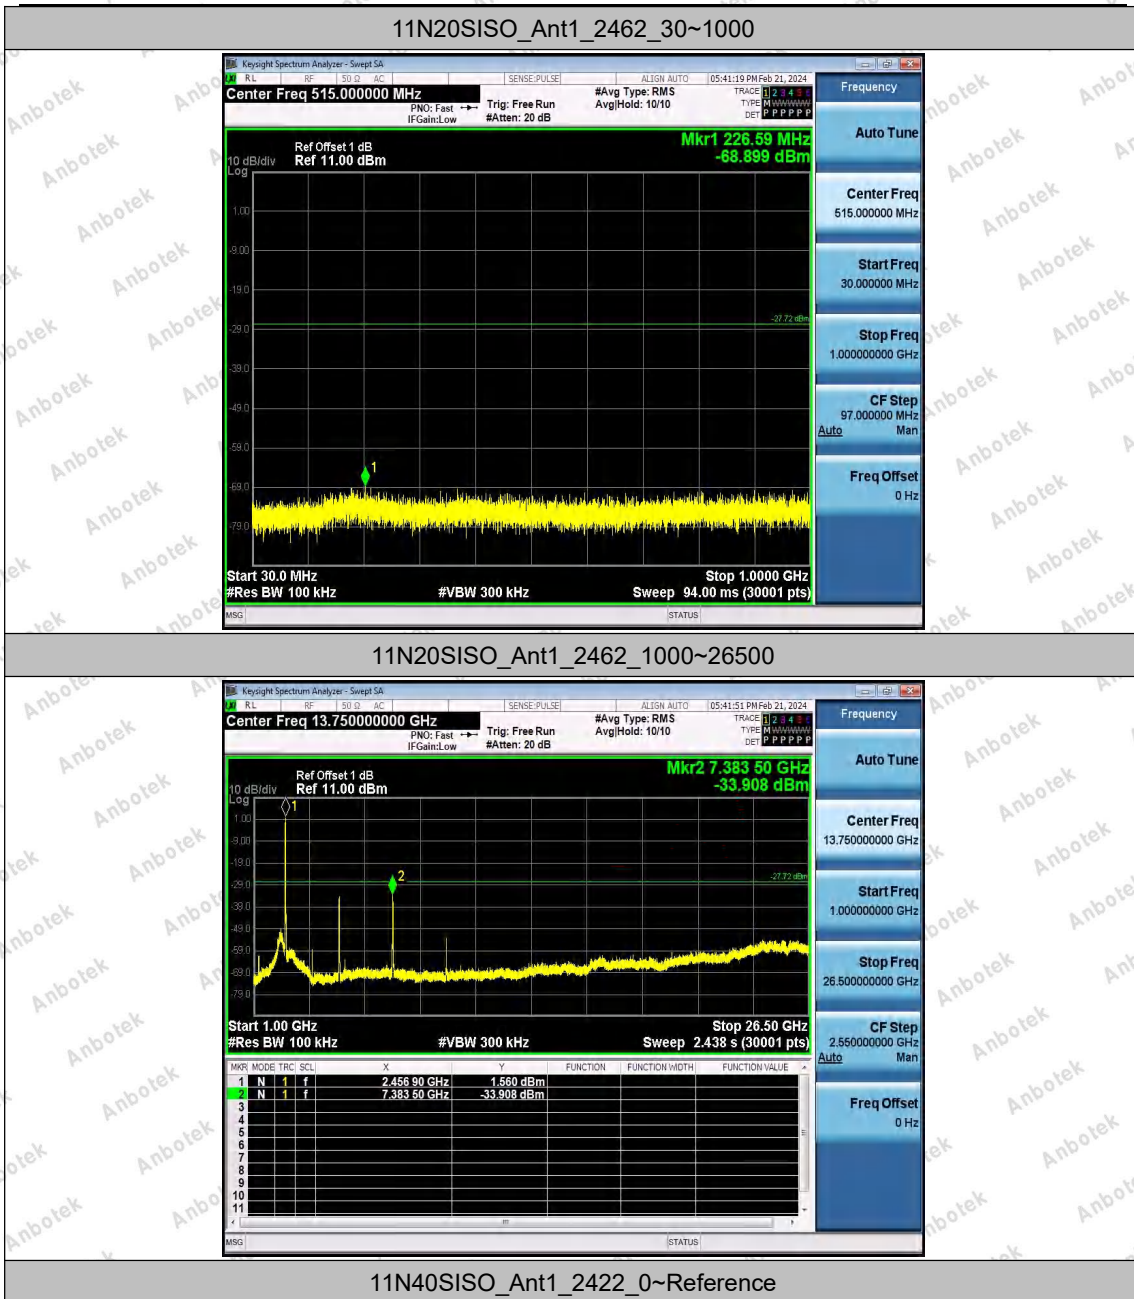 11N20SISO_Ant1_2462_30~1000
Keysight Spectrum Analyzer - Swept SA
RL RF 50 Ω AC SENSE:PULSE ALIGN AUTO 05:41:19 PM Feb 21, 2024
Center Freq 515.000000 MHz
#Avg Type: RMS
TRACE 1 2 3 4 5 6
PNO: Fast
Trig: Free Run
Avg|Hold: 10/10
TYPE M WWWWW
IFGain:Low
#Atten: 20 dB
DET P P P P P P
Mkr1 226.59 MHz
-68.899 dBm
Ref Offset 1 dB
10 dB/div Ref 11.00 dBm
Log
1.00
-9.00
-19.0
-27.72 dBm
-29.0
-39.0
-49.0
-59.0
1
-69.0
-79.0
Start 30.0 MHz Stop 1.0000 GHz
#Res BW 100 kHz #VBW 300 kHz Sweep 94.00 ms (30001 pts)
MSG STATUS
Frequency
Auto Tune
Center Freq
515.000000 MHz
Start Freq
30.000000 MHz
Stop Freq
1.000000000 GHz
CF Step
97.000000 MHz
Auto Man
Freq Offset
0 Hz
11N20SISO_Ant1_2462_1000~26500
Keysight Spectrum Analyzer - Swept SA
RL RF 50 Ω AC SENSE:PULSE ALIGN AUTO 05:41:51 PM Feb 21, 2024
Center Freq 13.750000000 GHz
#Avg Type: RMS
TRACE 1 2 3 4 5 6
PNO: Fast
Trig: Free Run
Avg|Hold: 10/10
TYPE M WWWWW
IFGain:Low
#Atten: 20 dB
DET P P P P P P
Mkr2 7.383 50 GHz
-33.908 dBm
Ref Offset 1 dB
10 dB/div Ref 11.00 dBm
Log
1
1.00
-9.00
-19.0
2
-27.72 dBm
-29.0
-39.0
-49.0
-59.0
-69.0
-79.0
Start 1.00 GHz Stop 26.50 GHz
#Res BW 100 kHz #VBW 300 kHz Sweep 2.438 s (30001 pts)
MKR MODE TRC SCL X Y FUNCTION FUNCTION WIDTH FUNCTION VALUE
1 N 1 f 2.456 90 GHz 1.560 dBm
2 N 1 f 7.383 50 GHz -33.908 dBm
3
4
5
6
7
8
9
10
11
MSG STATUS
Frequency
Auto Tune
Center Freq
13.750000000 GHz
Start Freq
1.000000000 GHz
Stop Freq
26.500000000 GHz
CF Step
2.550000000 GHz
Auto Man
Freq Offset
0 Hz
11N40SISO_Ant1_2422_0~Reference
Anbotek